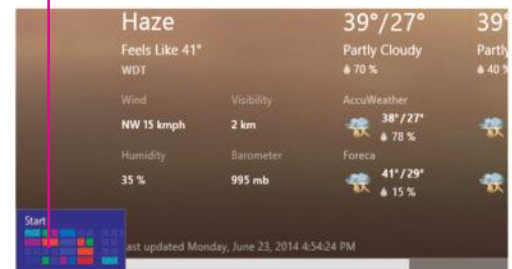 Haze
Feels Like 41°
WDT
Wind
NW 15 kmph
Visibility
2 km
Humidity
35 %
Barometer
995 mb
39°/27°
Partly Cloudy
70 %
AccuWeather
38°/27°
78 %
Foreca
41°/29°
15 %
39°
Partly
40 %
Start
last updated Monday, June 23, 2014 4:54:24 PM